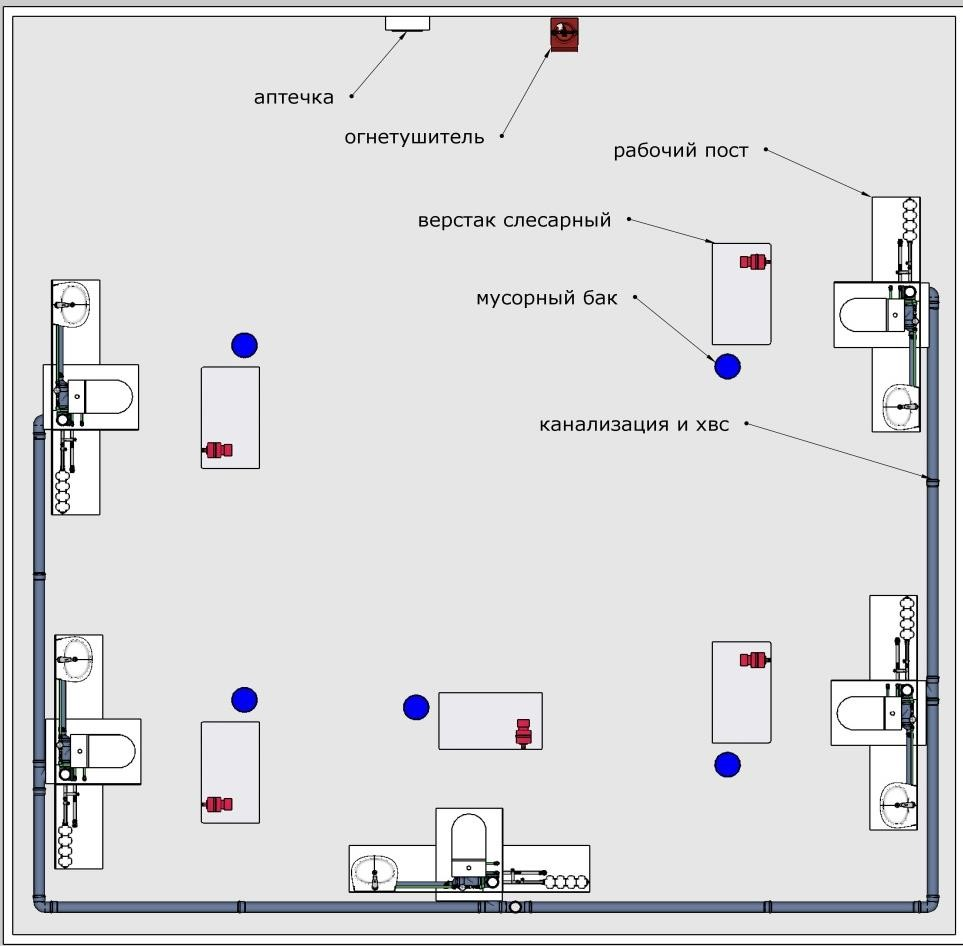 аптечка
огнетушитель
рабочий пост
верстак слесарный
мусорный бак
канализация и хвс